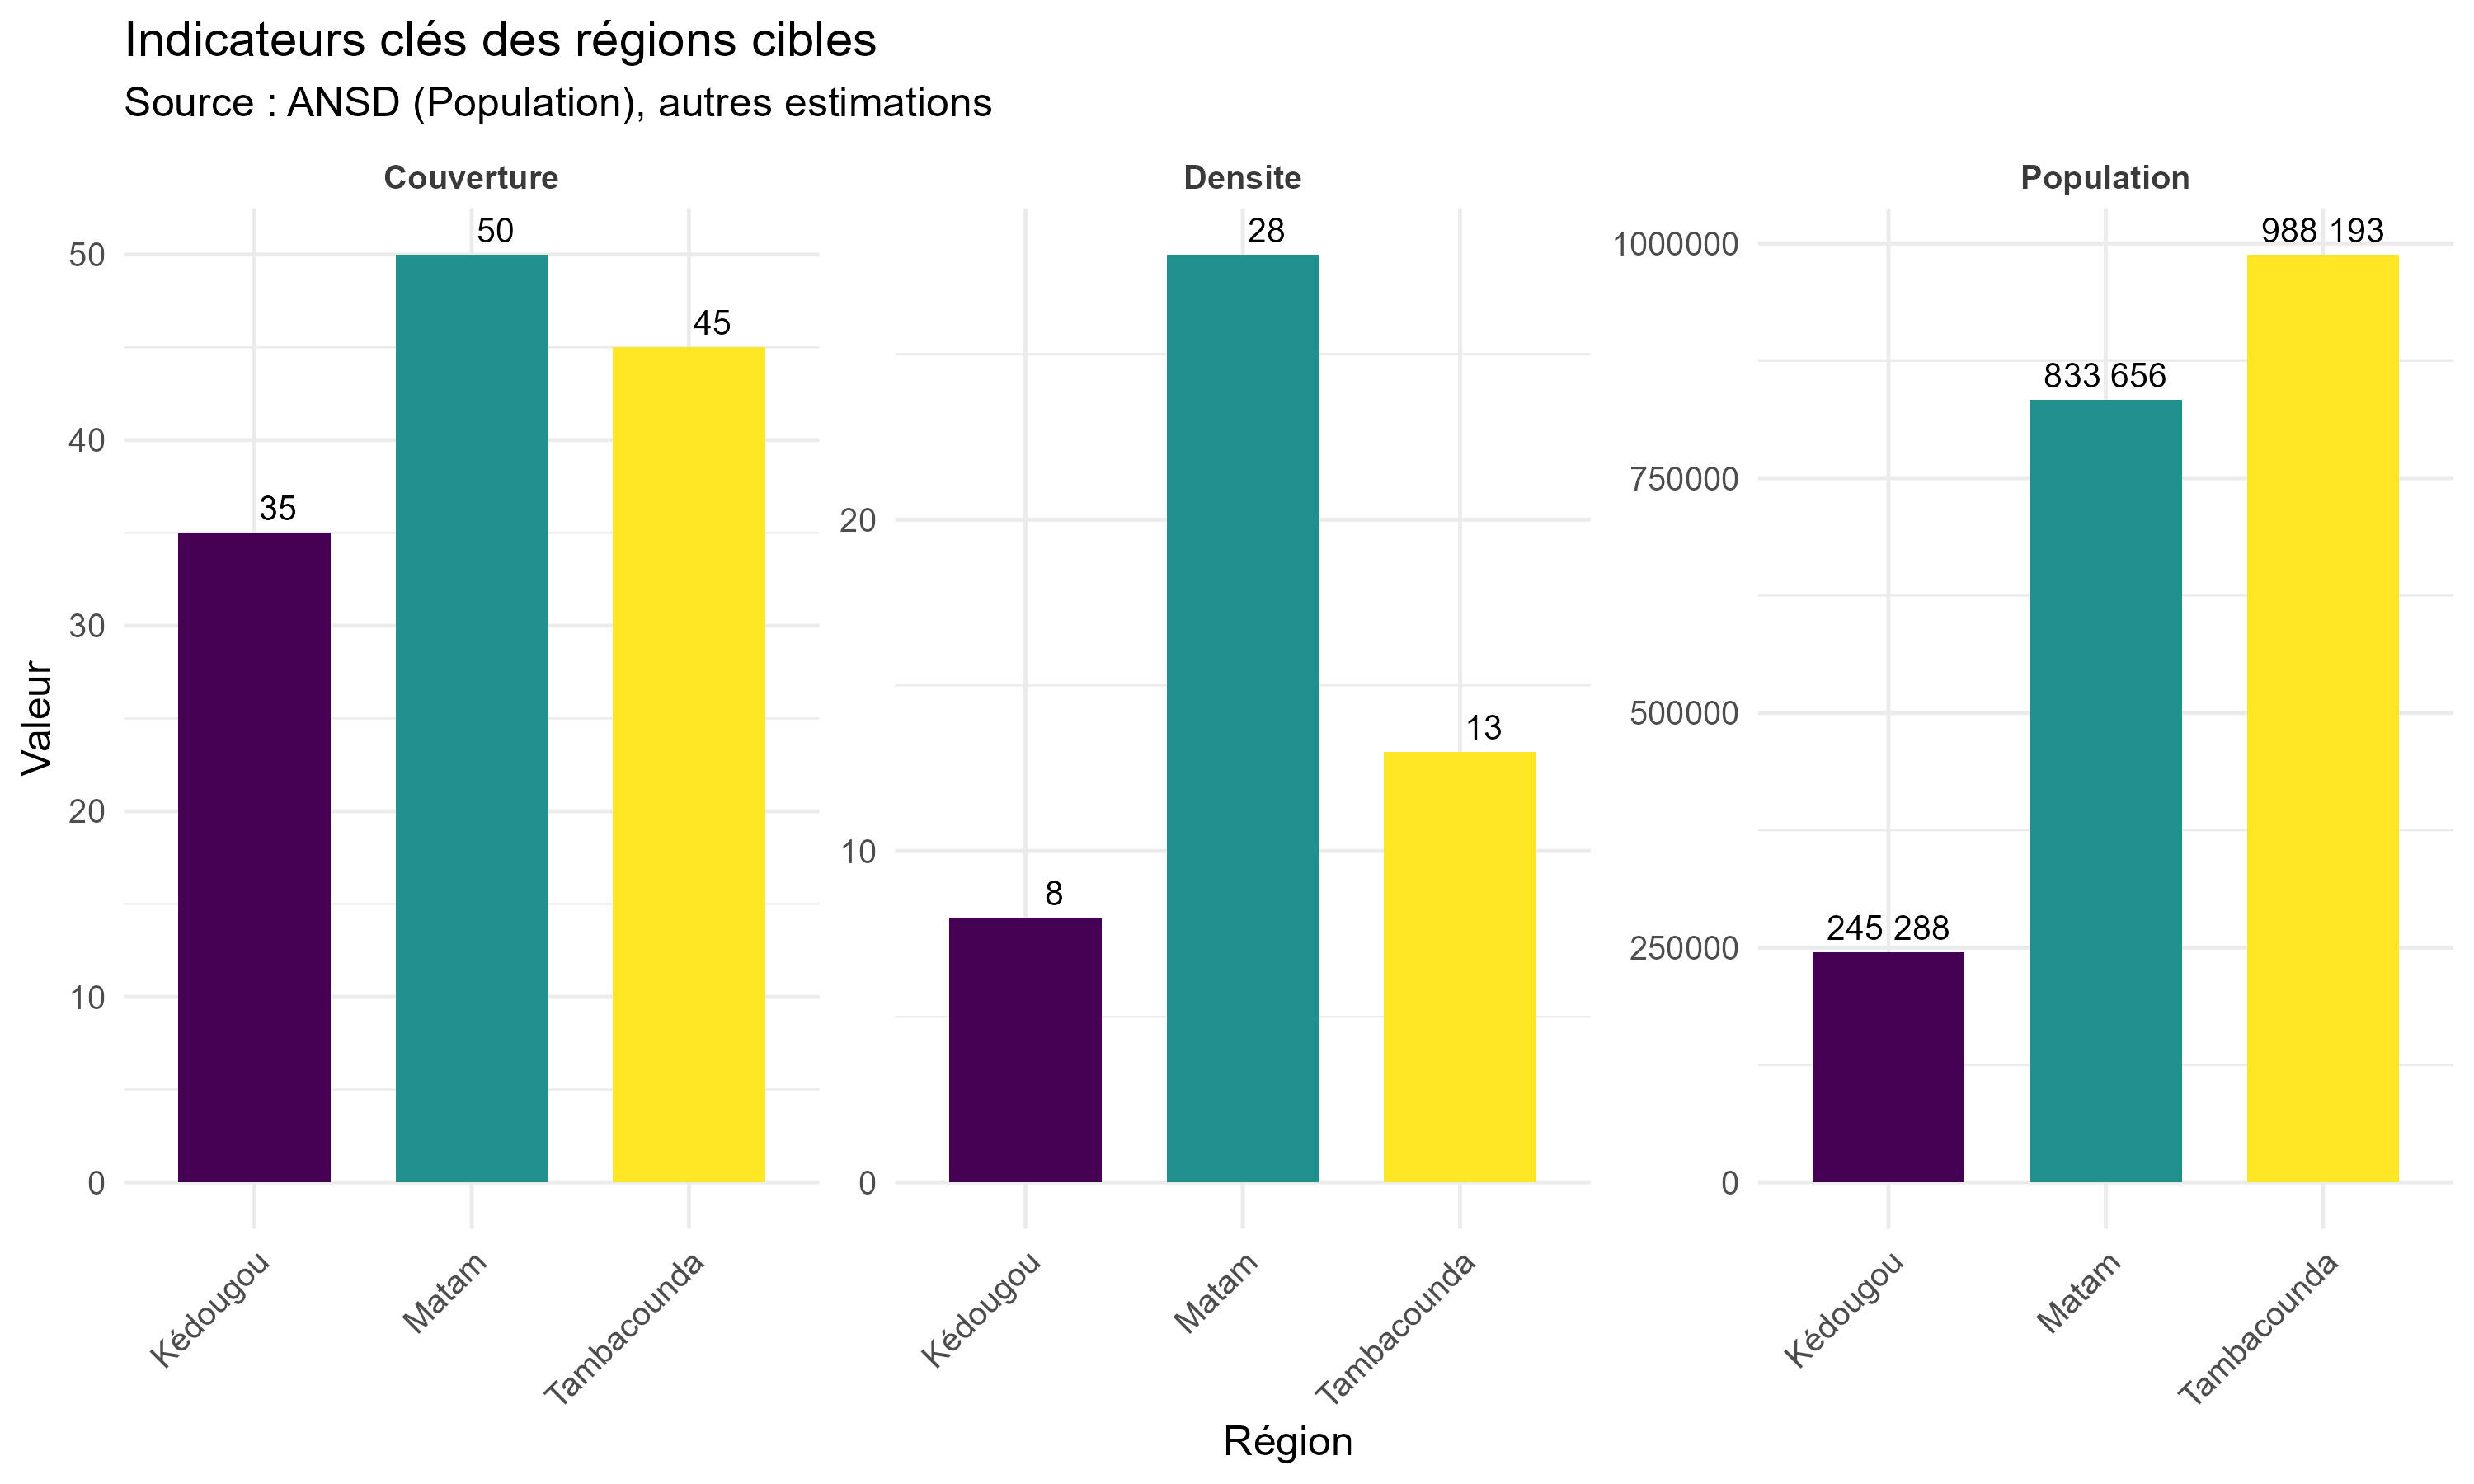 Indicateurs clés des régions cibles
Source : ANSD (Population), autres estimations
Couverture
50
40
30
20
10
0
35
50
45
Kédougou
Matam
Tambacounda
Densite
20
10
0
8
28
13
Kédougou
Matam
Tambacounda
Population
1000000
750000
500000
250000
0
245 288
833 656
988 193
Kédougou
Matam
Tambacounda
Valeur
Région